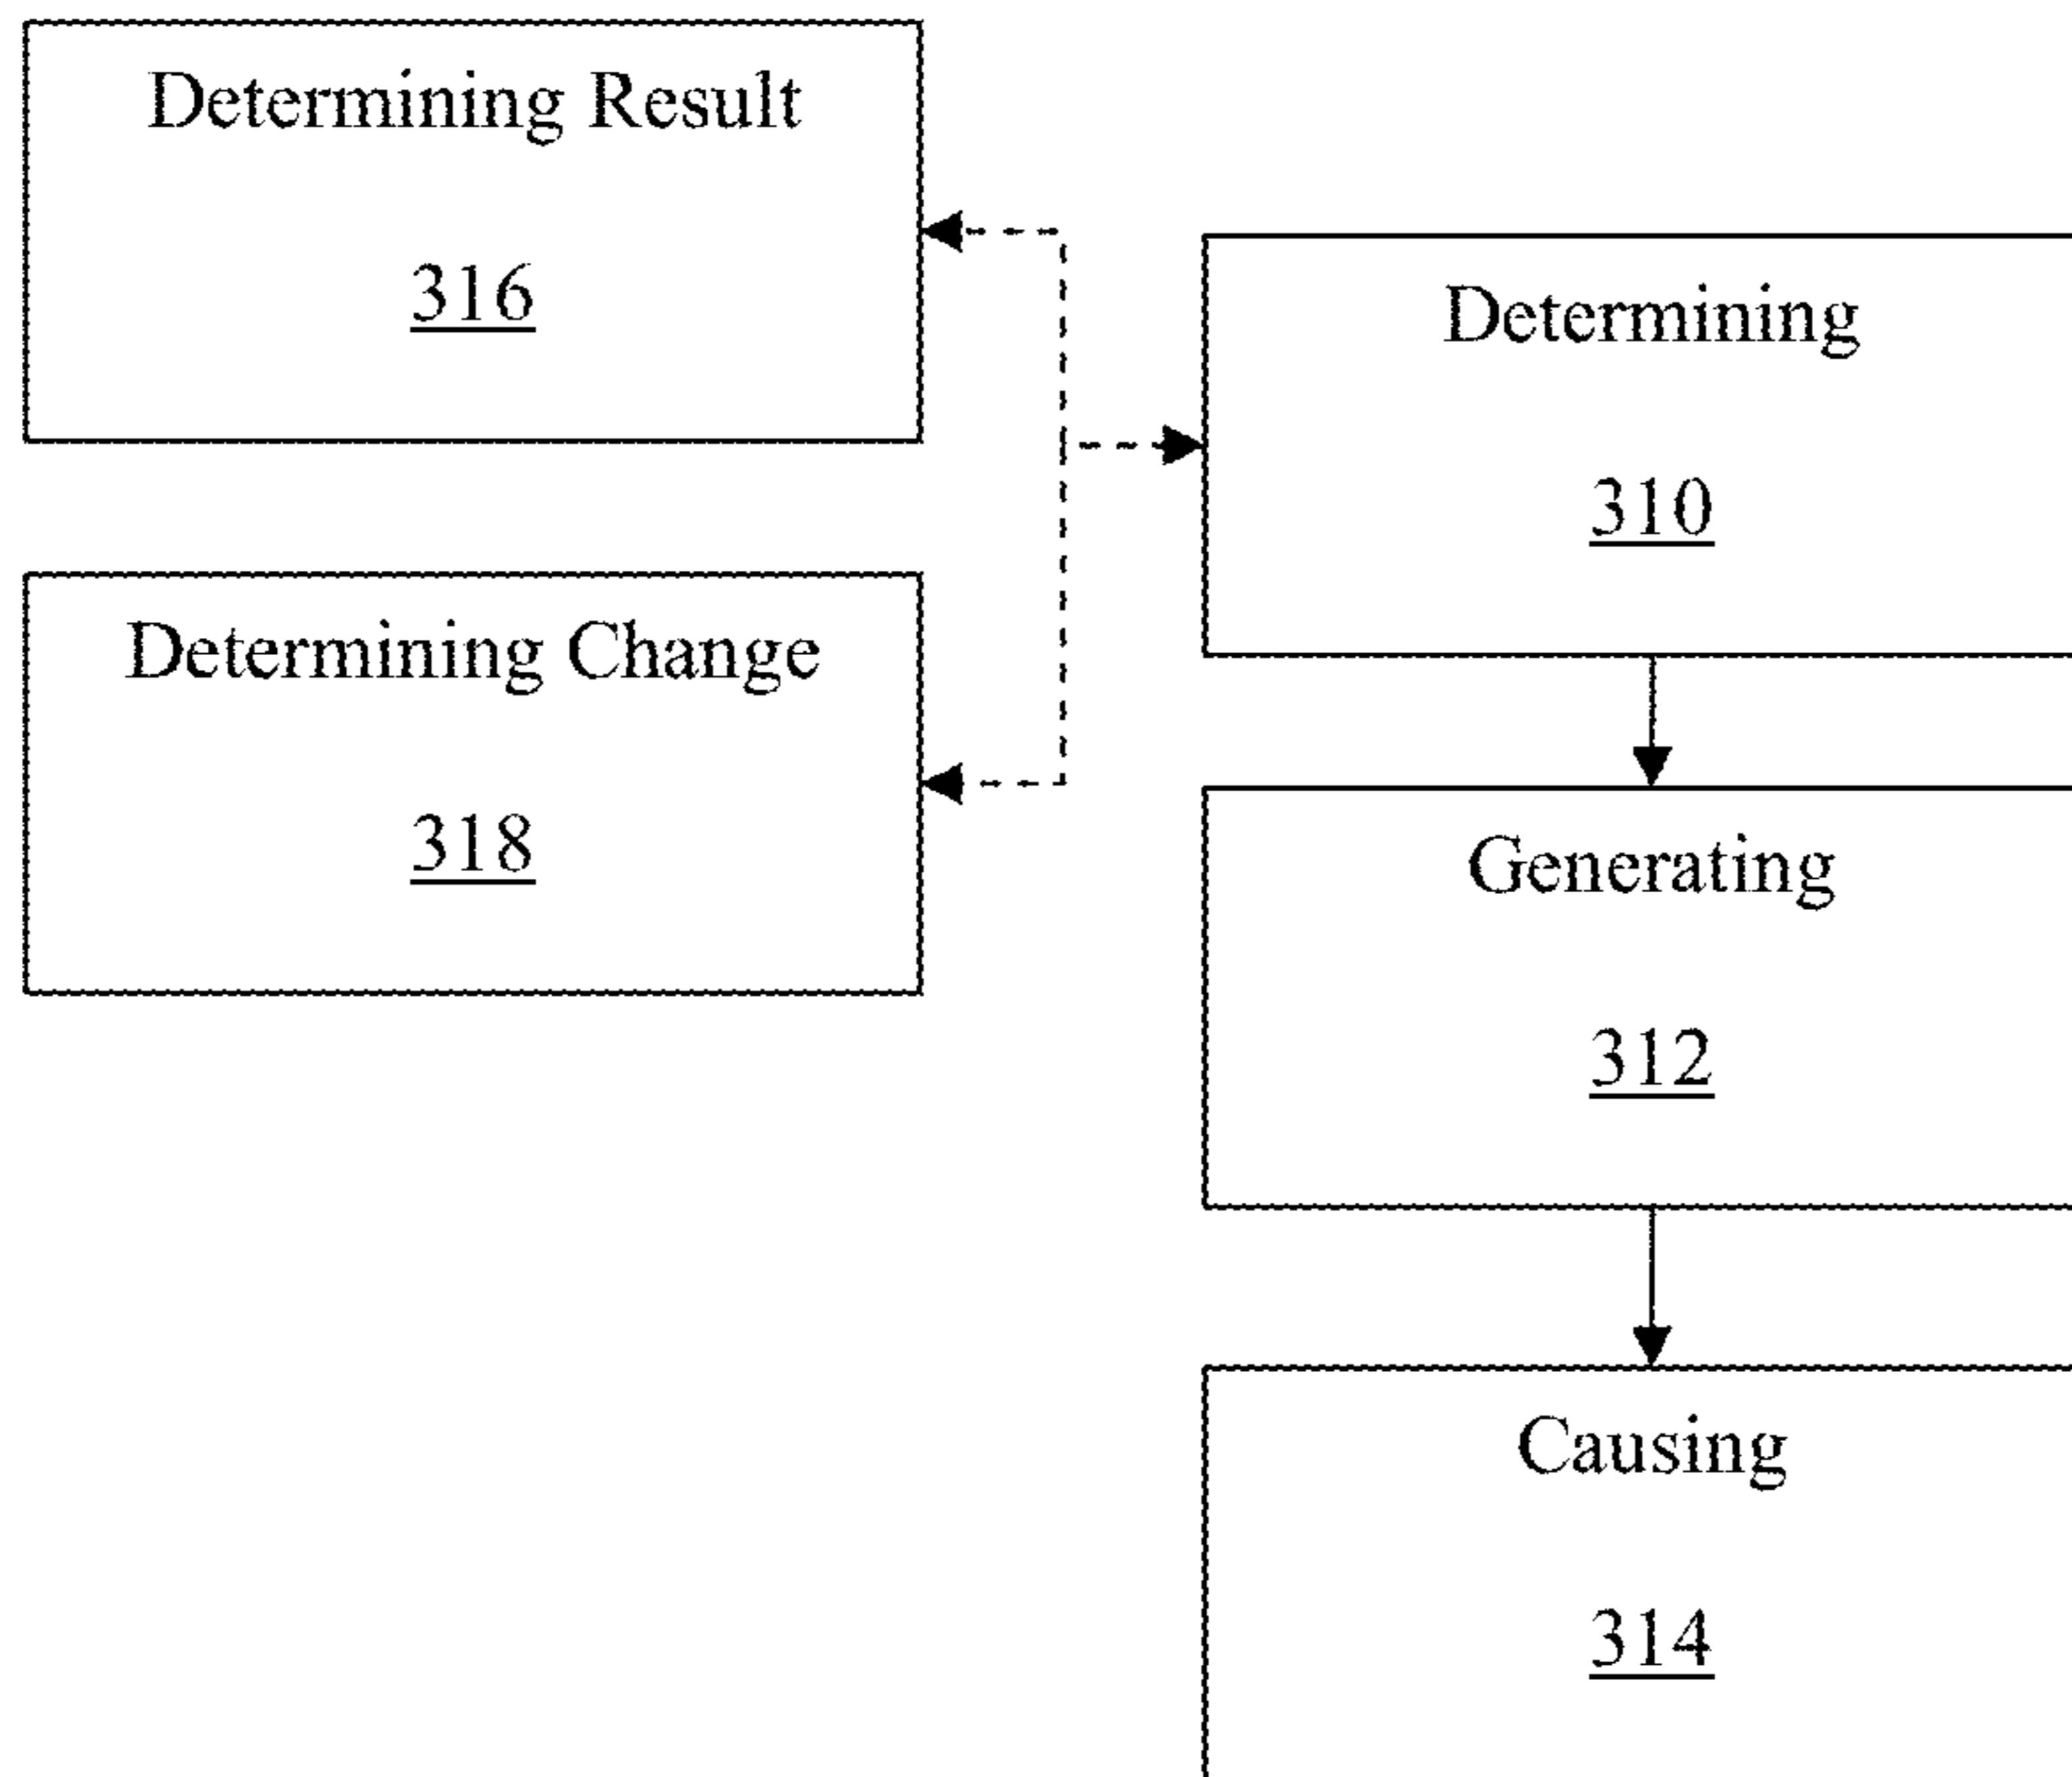 Determining Result
316
Determining
310
Determining Change
318
Generating
312
Causing
314